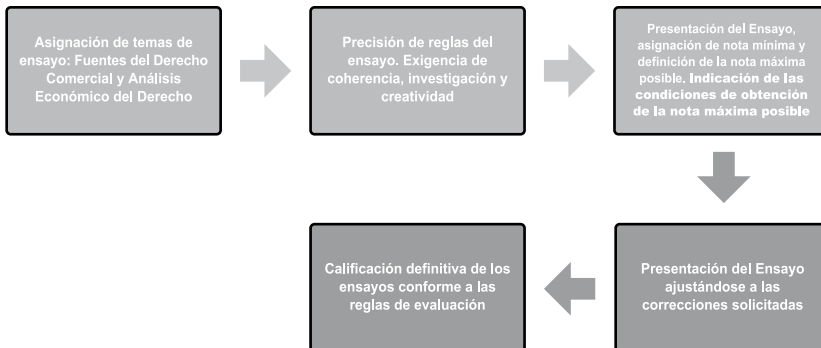 Asignación de temas de
ensayo: Fuentes del Derecho
Comercial y Análisis
Económico del Derecho
Precisión de reglas del
ensayo. Exigencia de
coherencia, investigación y
creatividad
Presentación del Ensayo,
asignación de nota mínima y
definición de la nota máxima
posible. Indicación de las
condiciones de obtención
de la nota máxima posible
Presentación del Ensayo
ajustándose a las
correcciones solicitadas
Calificación definitiva de los
ensayos conforme a las
reglas de evaluación